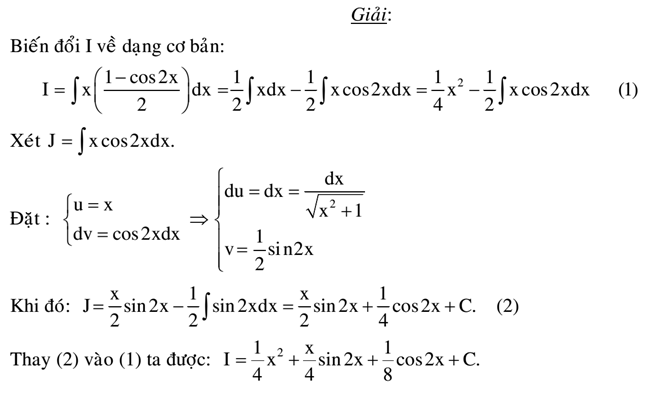 Giải:
Biến đổi I về dạng cơ bản:
I = ∫x((1−cos2x)/2)dx = 1/2∫xdx − 1/2∫xcos2xdx = 1/4x² − 1/2∫xcos2xdx (1)
Xét J = ∫xcos2xdx.
Đặt : {u = x; dv = cos2xdx ⇒ {du = dx = dx/√(x²+1); v = 1/2sin2x
Khi đó: J = x/2sin2x − 1/2∫sin2xdx = x/2sin2x + 1/4cos2x + C. (2)
Thay (2) vào (1) ta được: I = 1/4x² + x/4sin2x + 1/8cos2x + C.